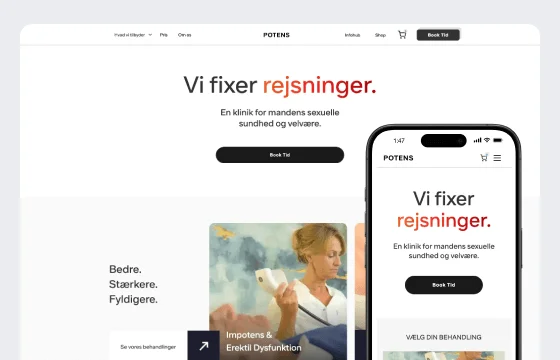 Hvad vi tilbyder
Pris
Om os
POTENS
Infohub
Shop
Book Tid
Vi fixer rejsninger.
En klinik for mandens sexuelle
sundhed og velvære.
Book Tid
Bedre.
Stærkere.
Fyldigere.
Se vores behandlinger
Impotens &
Erektil Dysfunktion
1:47
POTENS
Vi fixer
rejsninger.
En klinik for mandens sexuelle
sundhed og velvære.
Book Tid
VÆLG DIN BEHANDLING